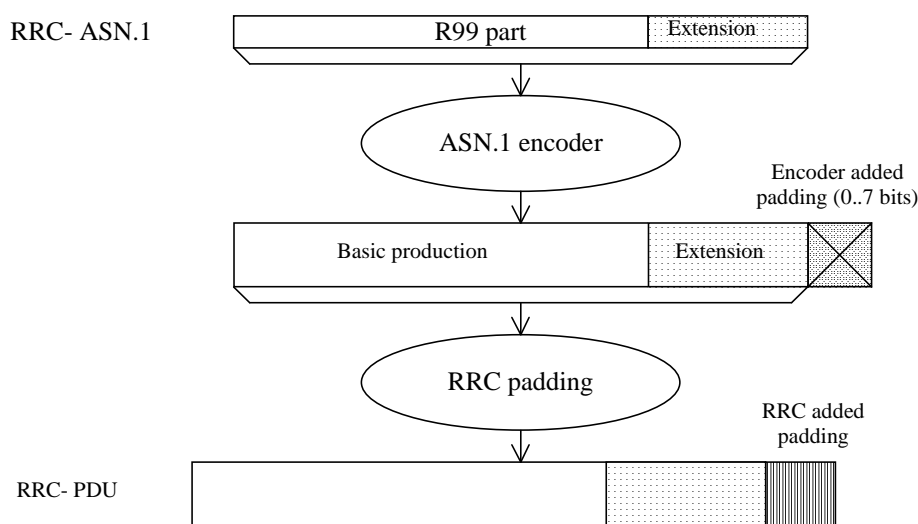 RRC- ASN.1
R99 part
Extension
ASN.1 encoder
Encoder added
padding (0..7 bits)
Basic production
Extension
RRC padding
RRC added
padding
RRC- PDU